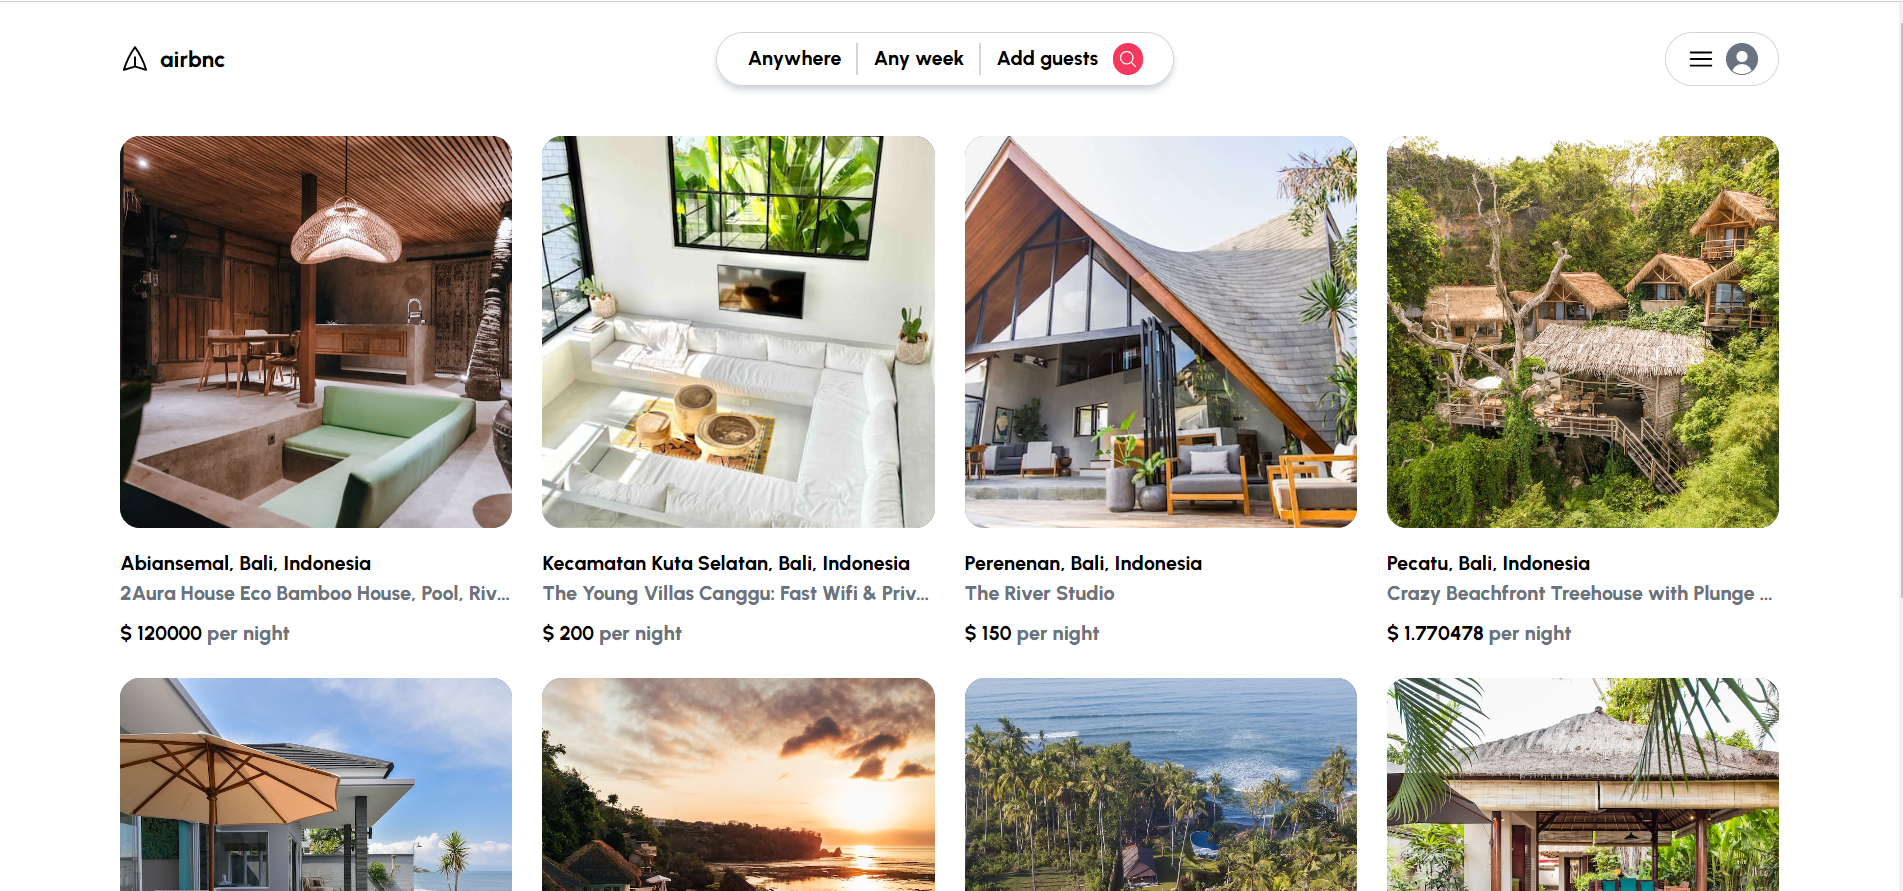 airbnc
Anywhere
Any week
Add guests
Abiansemal, Bali, Indonesia
2Aura House Eco Bamboo House, Pool, Riv...
$ 120000 per night
Kecamatan Kuta Selatan, Bali, Indonesia
The Young Villas Canggu: Fast Wifi & Priv...
$ 200 per night
Perenenan, Bali, Indonesia
The River Studio
$ 150 per night
Pecatu, Bali, Indonesia
Crazy Beachfront Treehouse with Plunge ...
$ 1.770478 per night